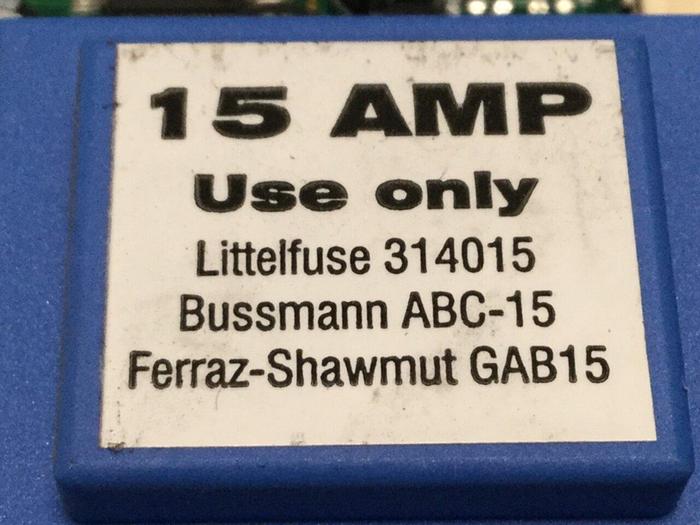 15 AMP
Use only
Littelfuse 314015
Bussmann ABC-15
Ferraz-Shawmut GAB15